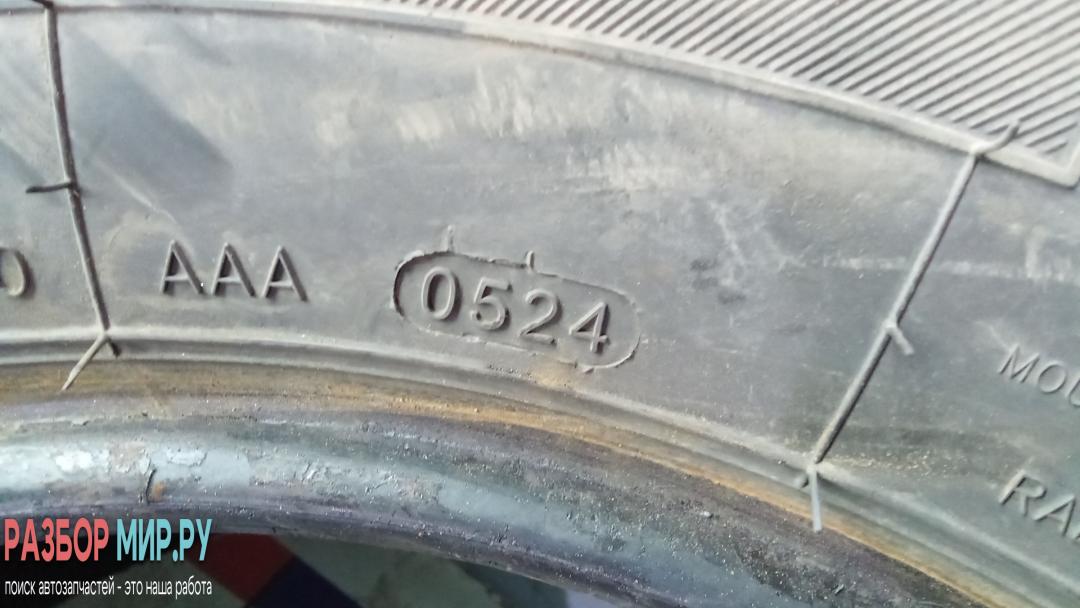 AAA 0524
РАЗБОР МИР.РУ
поиск автозапчастей - это наша работа